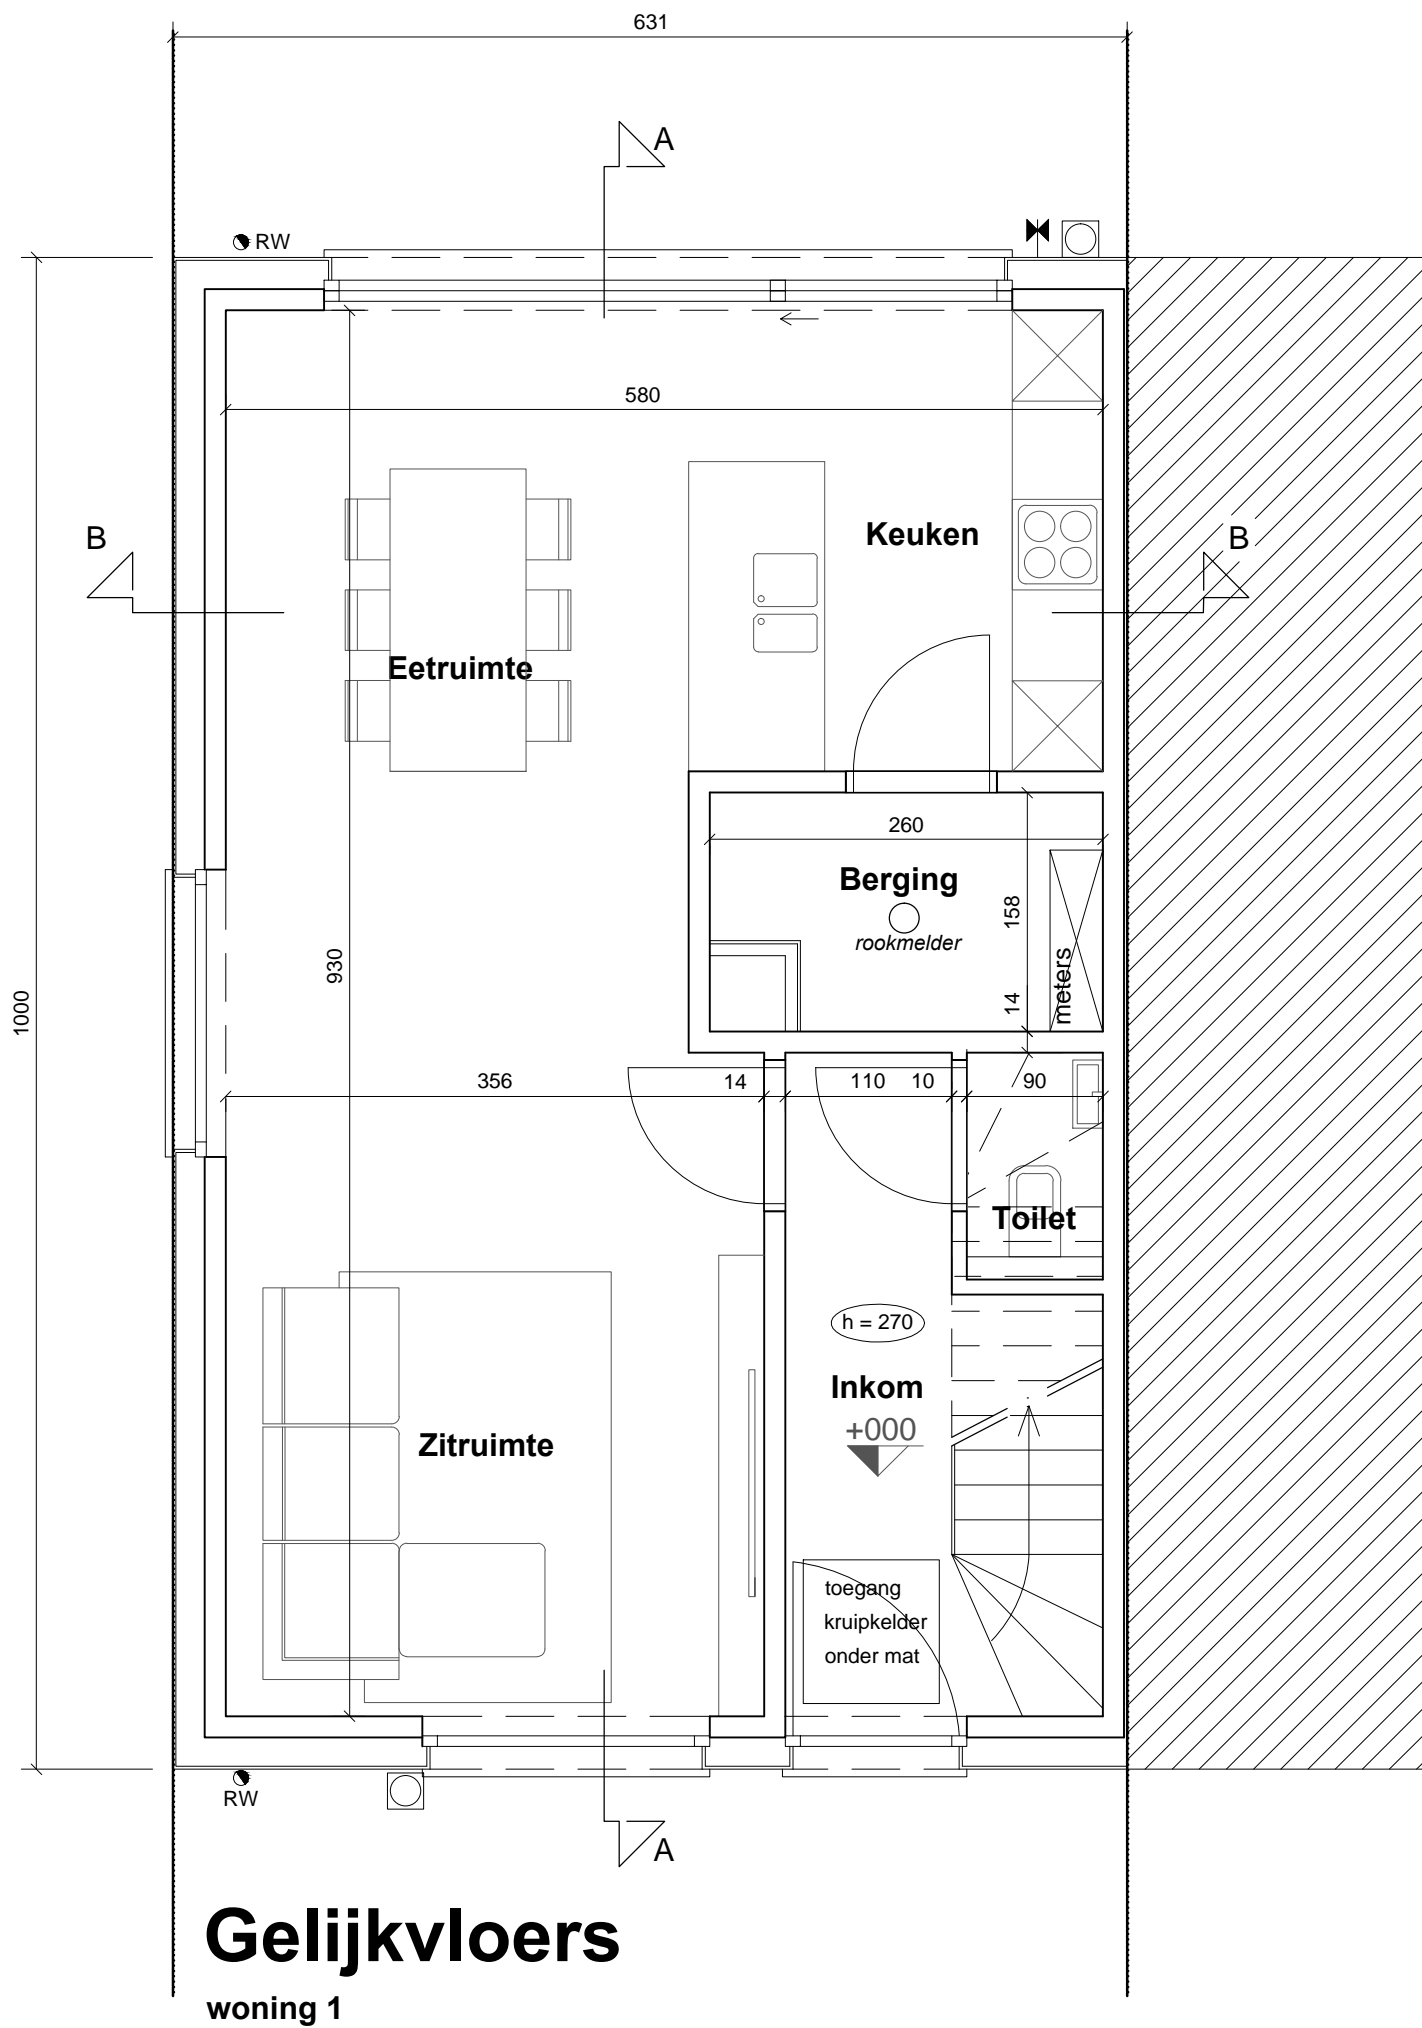 631
A
RW
580
B
Keuken
B
Eetruimte
260
Berging
rookmelder
158
meters
14
930
1000
356
14
110
10
90
Toilet
h = 270
Inkom
+000
Zitruimte
toegang
kruipkelder
onder mat
RW
A
Gelijkvloers
woning 1